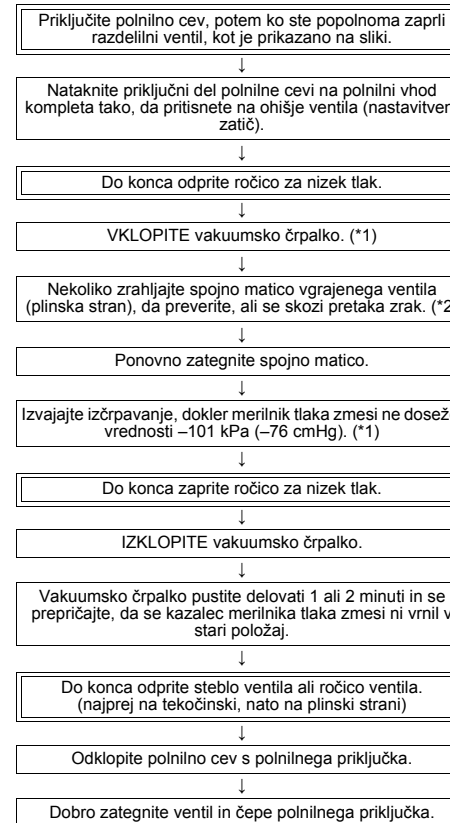 Priključite polnilno cev, potem ko ste popolnoma zaprli
razdelilni ventil, kot je prikazano na sliki.
↓
Nataknite priključni del polnilne cevi na polnilni vhod
kompleta tako, da pritisnete na ohišje ventila (nastavitven
zatič).
↓
Do konca odprite ročico za nizek tlak.
↓
VKLOPITE vakuumsko črpalko. (*1)
↓
Nekoliko zrahljajte spojno matico vgrajenega ventila
(plinska stran), da preverite, ali se skozi pretaka zrak. (*2
↓
Ponovno zategnite spojno matico.
↓
Izvajajte izčrpavanje, dokler merilnik tlaka zmesi ne doseže
vrednosti –101 kPa (–76 cmHg). (*1)
↓
Do konca zaprite ročico za nizek tlak.
↓
IZKLOPITE vakuumsko črpalko.
↓
Vakuumsko črpalko pustite delovati 1 ali 2 minuti in se
prepričajte, da se kazalec merilnika tlaka zmesi ni vrnil v
stari položaj.
↓
Do konca odprite steblo ventila ali ročico ventila.
(najprej na tekočinski, nato na plinski strani)
↓
Odklopite polnilno cev s polnilnega priključka.
↓
Dobro zategnite ventil in čepe polnilnega priključka.